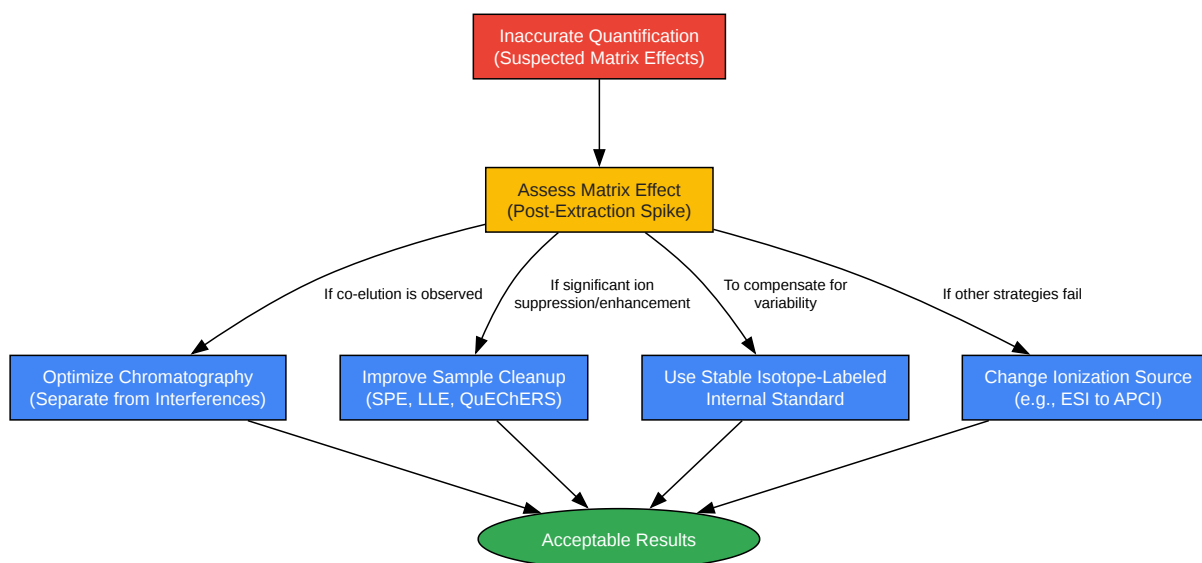 Inaccurate Quantification
(Suspected Matrix Effects)
Assess Matrix Effect
(Post-Extraction Spike)
If co-elution is observed
If significant ion
suppression/enhancement
To compensate for
variability
If other strategies fail
Optimize Chromatography
(Separate from Interferences)
Improve Sample Cleanup
(SPE, LLE, QuEChERS)
Use Stable Isotope-Labeled
Internal Standard
Change Ionization Source
(e.g., ESI to APCI)
Acceptable Results